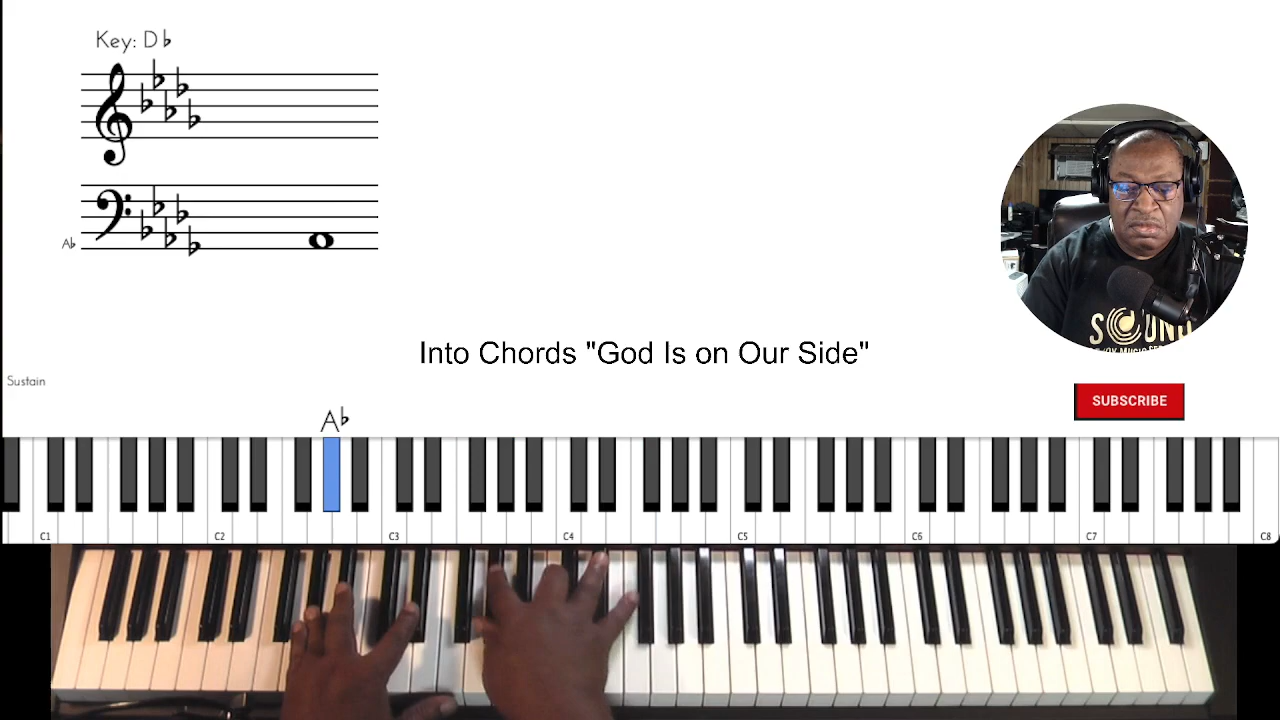 Key: D♭
A♭
Into Chords "God Is on Our Side"
Sustain
SUBSCRIBE
A♭
C1 C2 C3 C4 C5 C6 C7 C8